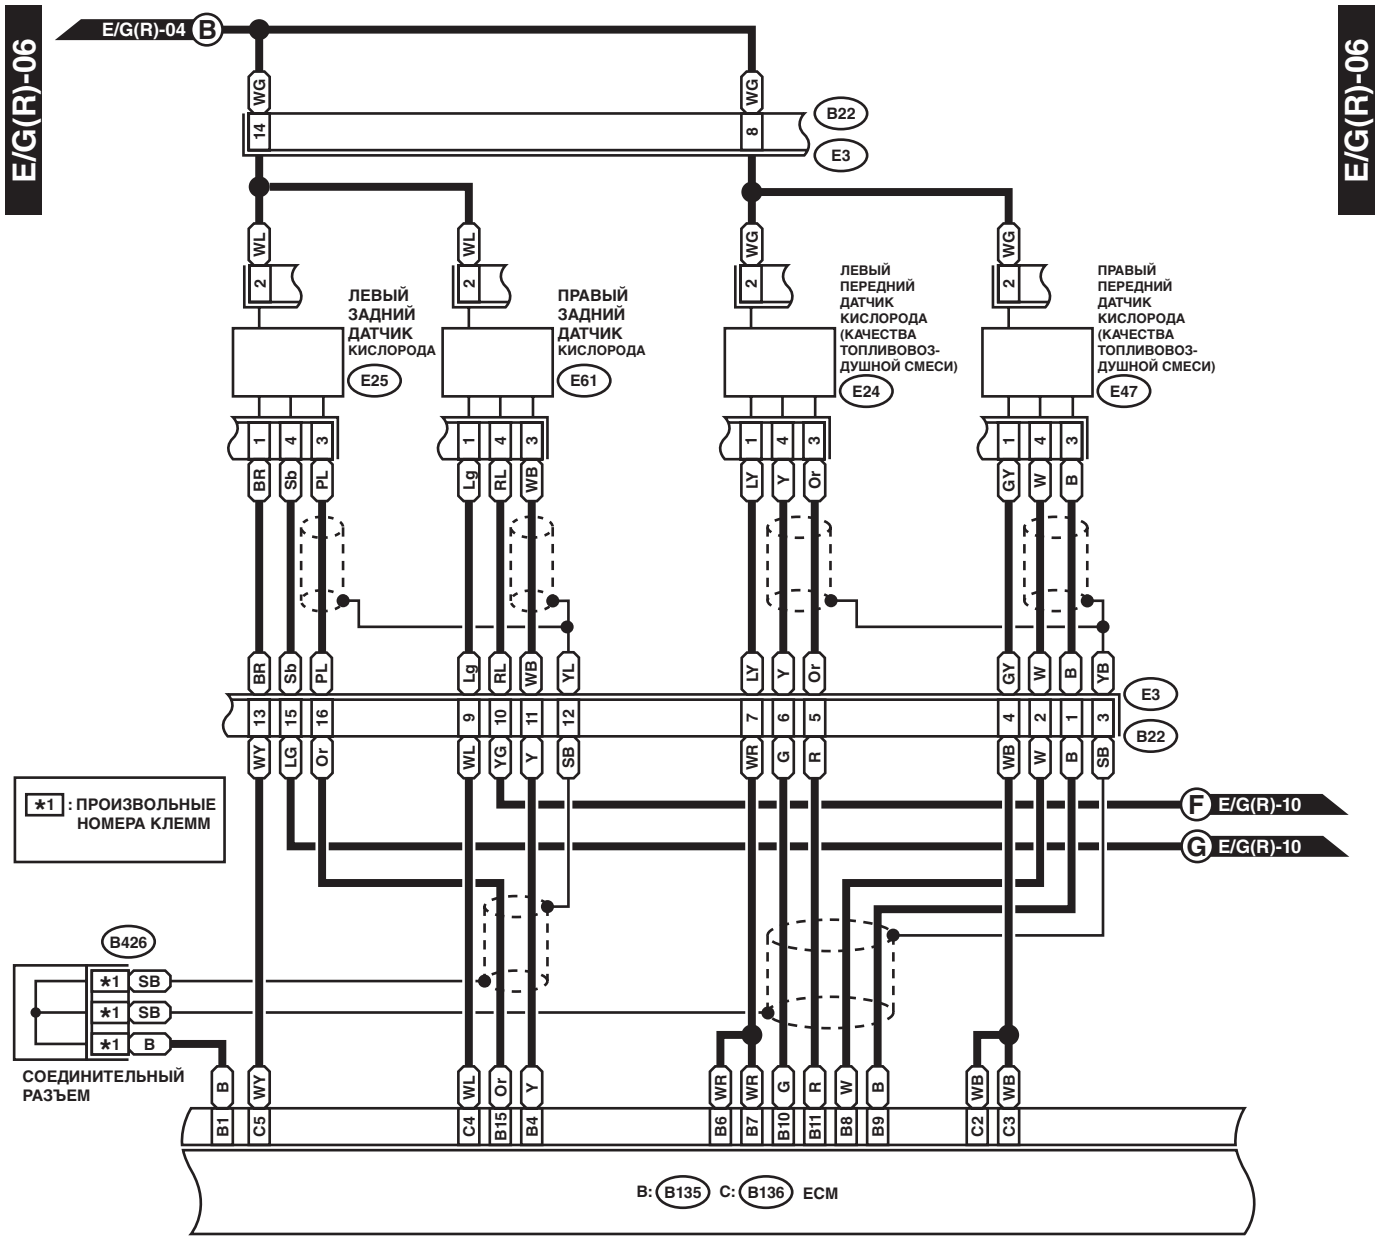 E/G(R)-06
E/G(R)-06
E/G(R)-04 B
WG WG
14 8
B22
E3
WL WL WG WG
2 2 2 2
ЛЕВЫЙ
ЗАДНИЙ
ДАТЧИК
КИСЛОРОДА
E25
ПРАВЫЙ
ЗАДНИЙ
ДАТЧИК
КИСЛОРОДА
E61
ЛЕВЫЙ
ПЕРЕДНИЙ
ДАТЧИК
КИСЛОРОДА
(КАЧЕСТВА
ТОПЛИВОВОЗ-
ДУШНОЙ СМЕСИ)
E24
ПРАВЫЙ
ПЕРЕДНИЙ
ДАТЧИК
КИСЛОРОДА
(КАЧЕСТВА
ТОПЛИВОВОЗ-
ДУШНОЙ СМЕСИ)
E47
1 4 3 1 4 3 1 4 3 1 4 3
BR Sb PL Lg RL WB LY Y Or GY W B
BR Sb PL Lg RL WB YL LY Y Or GY W B YB
E3
13 15 16 9 10 11 12 7 6 5 4 2 1 3
B22
WY LG Or WL YG Y SB WR G R WB W B SB
*1 : ПРОИЗВОЛЬНЫЕ
НОМЕРА КЛЕММ
F E/G(R)-10
G E/G(R)-10
B426
*1 SB
*1 SB
*1 B
СОЕДИНИТЕЛЬНЫЙ
РАЗЪЕМ
B WY WL Or Y WR WR G R W B WB WB
B1 C5 C4 B15 B4 B6 B7 B10 B11 B8 B9 C2 C3
B: B135 C: B136 ECM